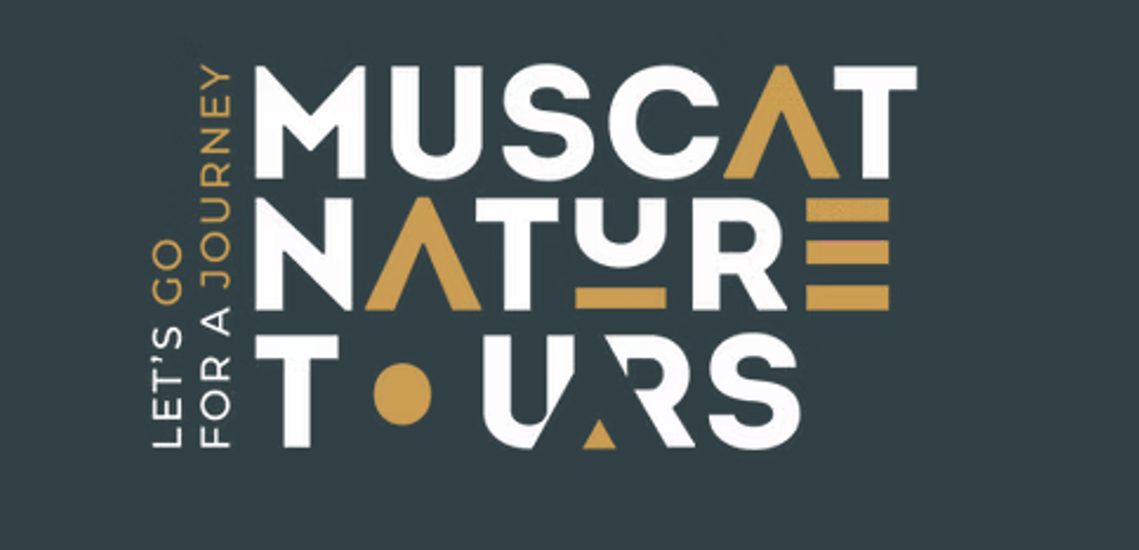 LET'S GO
FOR A JOURNEY
MUSCAT
NATURE
TOURS